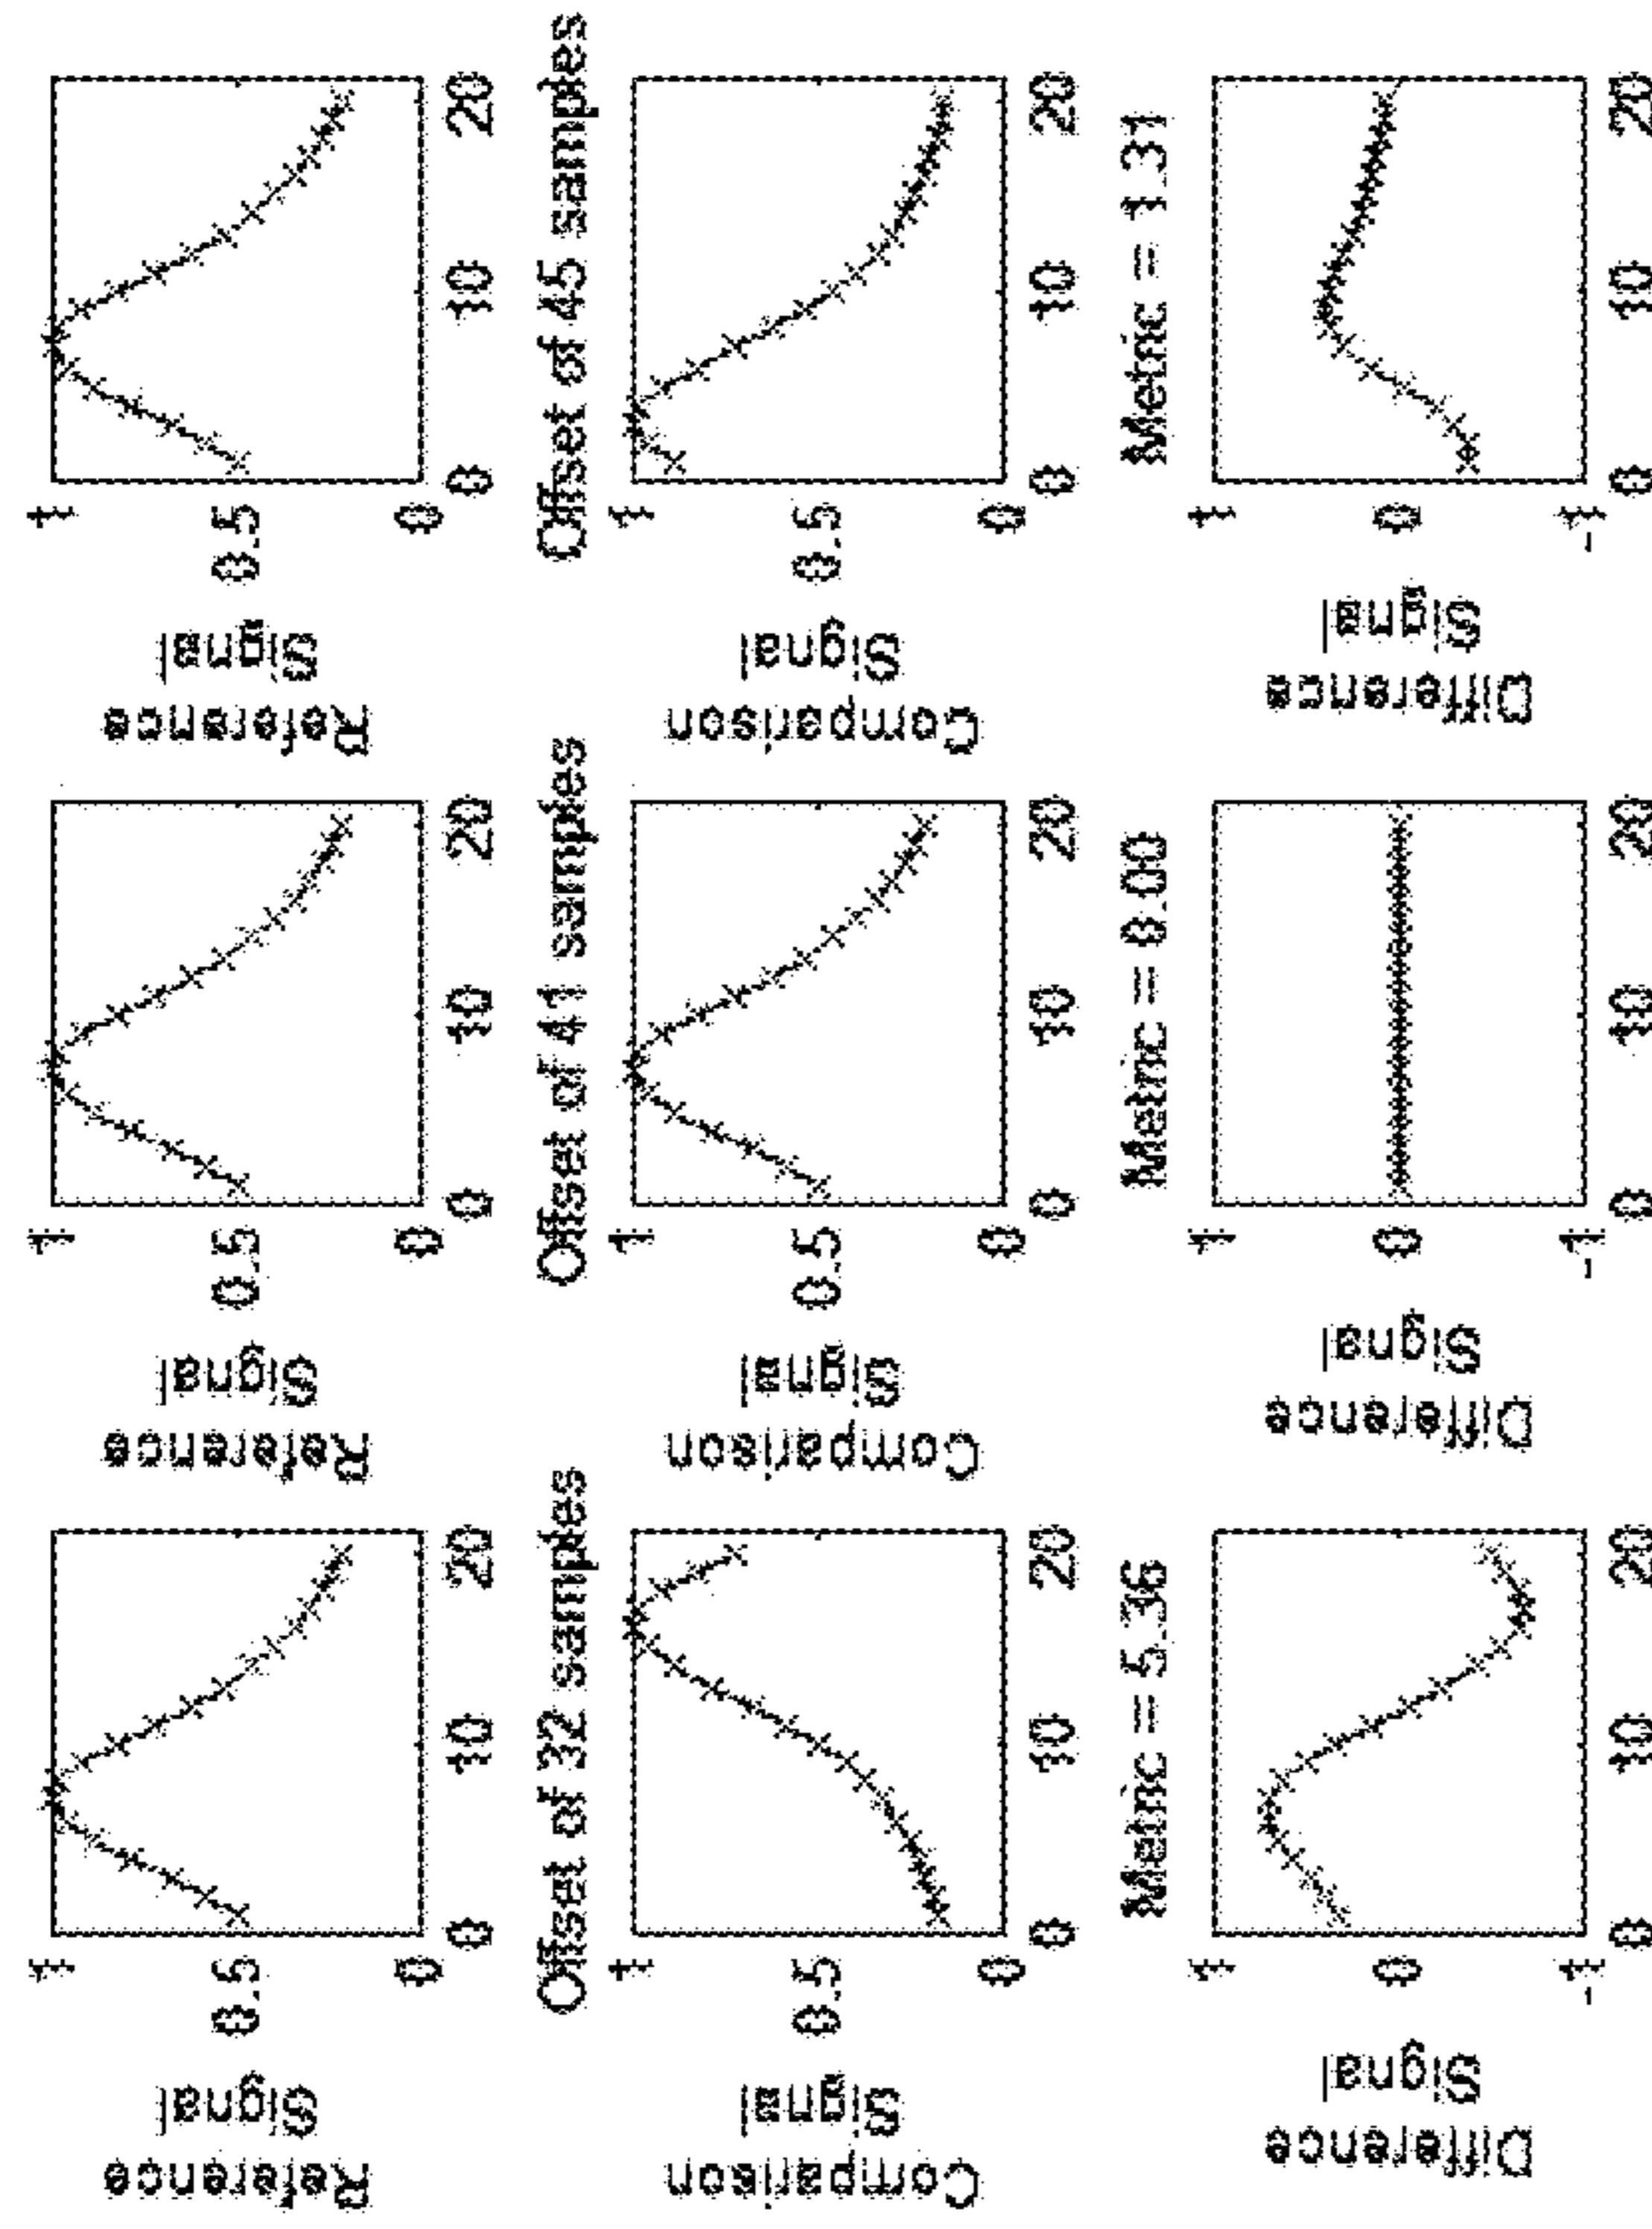 Reference
Signal
1
0.5
0
0
10
20
Reference
Signal
1
0.5
0
0
10
20
Reference
Signal
1
0.5
0
0
10
20
Offset of 32 samples
Comparison
Signal
1
0.5
0
0
10
20
Offset of 41 samples
Comparison
Signal
1
0.5
0
0
10
20
Offset of 45 samples
Comparison
Signal
1
0.5
0
0
10
20
Metric = 5.36
Difference
Signal
1
0
-1
0
10
20
Metric = 0.00
Difference
Signal
1
0
-1
0
10
20
Metric = 1.31
Difference
Signal
1
0
-1
0
10
20